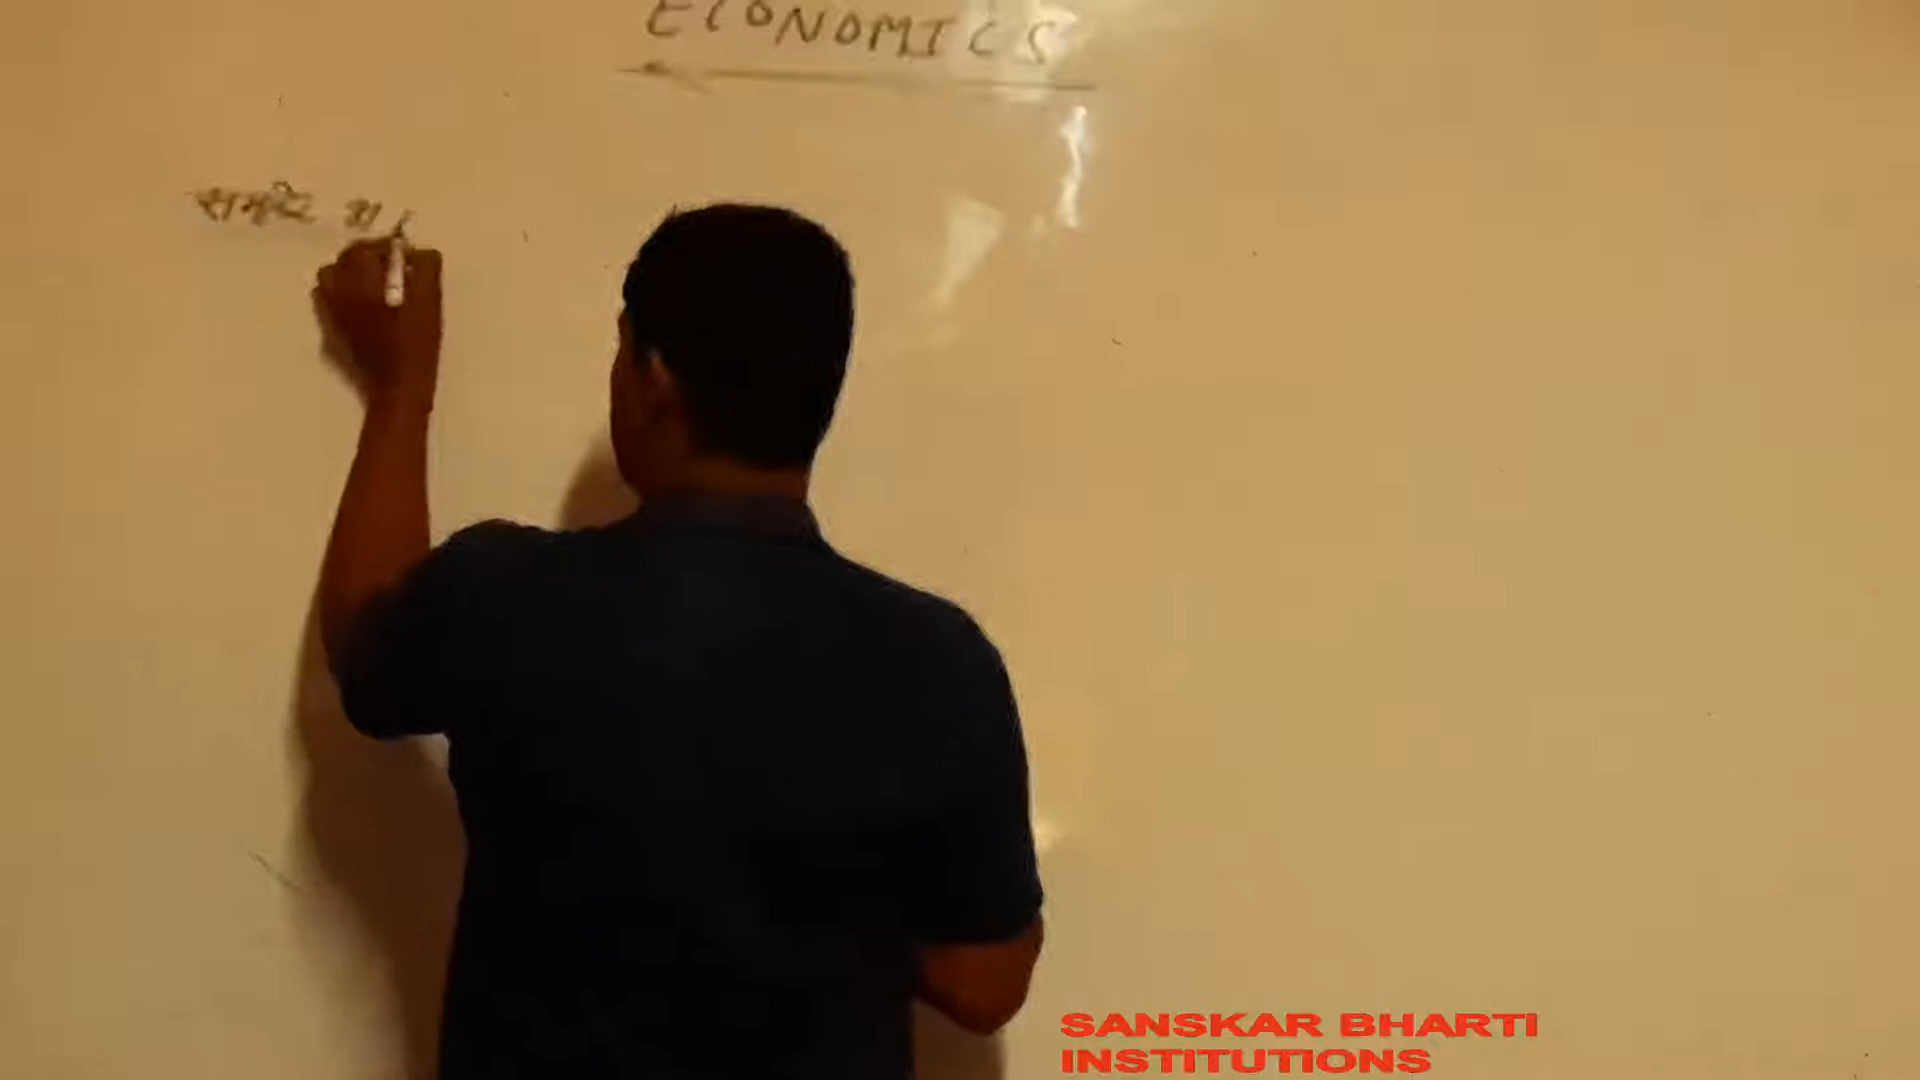 ECONOMICS
समष्टि
SANSKAR BHARTI
INSTITUTIONS